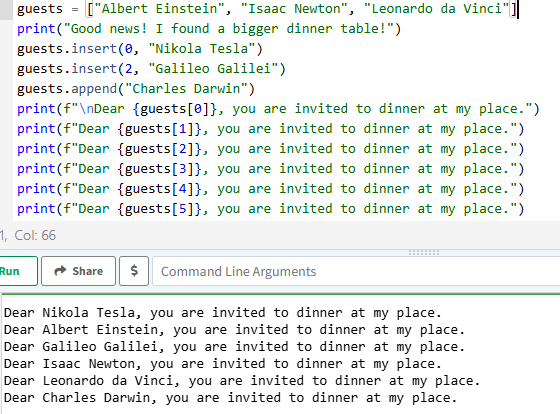 guests = ["Albert Einstein", "Isaac Newton", "Leonardo da Vinci"]
print("Good news! I found a bigger dinner table!")
guests.insert(0, "Nikola Tesla")
guests.insert(2, "Galileo Galilei")
guests.append("Charles Darwin")
print(f"\nDear {guests[0]}, you are invited to dinner at my place.")
print(f"Dear {guests[1]}, you are invited to dinner at my place.")
print(f"Dear {guests[2]}, you are invited to dinner at my place.")
print(f"Dear {guests[3]}, you are invited to dinner at my place.")
print(f"Dear {guests[4]}, you are invited to dinner at my place.")
print(f"Dear {guests[5]}, you are invited to dinner at my place.")
1, Col: 66
Run Share $ Command Line Arguments
Dear Nikola Tesla, you are invited to dinner at my place.
Dear Albert Einstein, you are invited to dinner at my place.
Dear Galileo Galilei, you are invited to dinner at my place.
Dear Isaac Newton, you are invited to dinner at my place.
Dear Leonardo da Vinci, you are invited to dinner at my place.
Dear Charles Darwin, you are invited to dinner at my place.